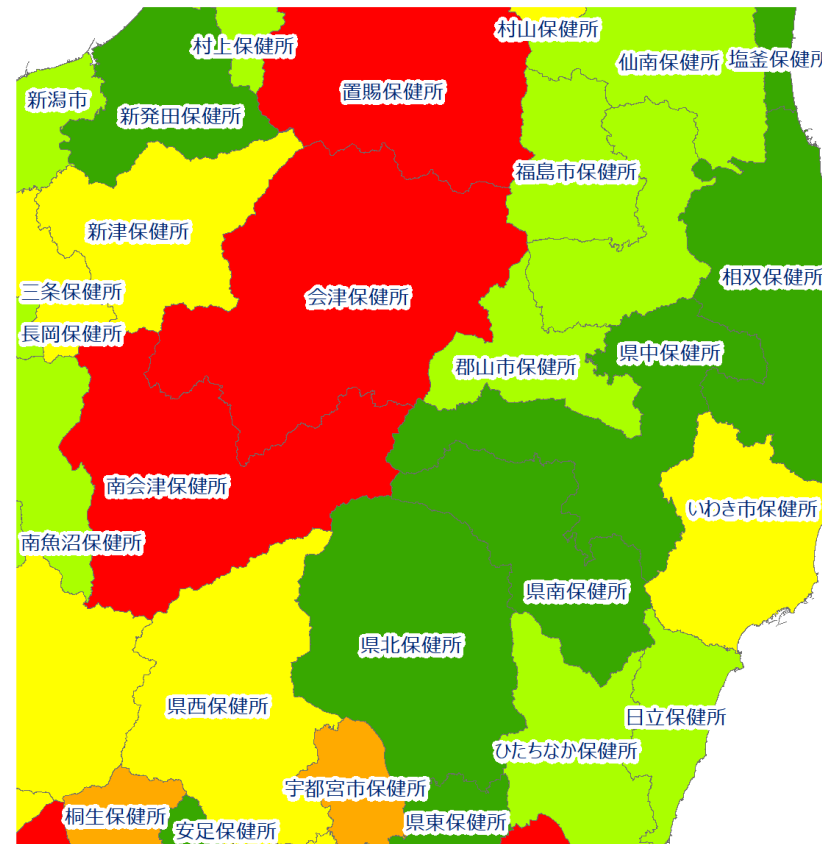 村山保健所
村上保健所
仙南保健所
塩釜保健所
置賜保健所
新潟市
新発田保健所
福島市保健所
新津保健所
相双保健所
三条保健所
会津保健所
長岡保健所
県中保健所
郡山市保健所
南会津保健所
いわき市保健所
南魚沼保健所
県南保健所
県北保健所
県西保健所
日立保健所
ひたちなか保健所
宇都宮市保健所
桐生保健所
県東保健所
安足保健所